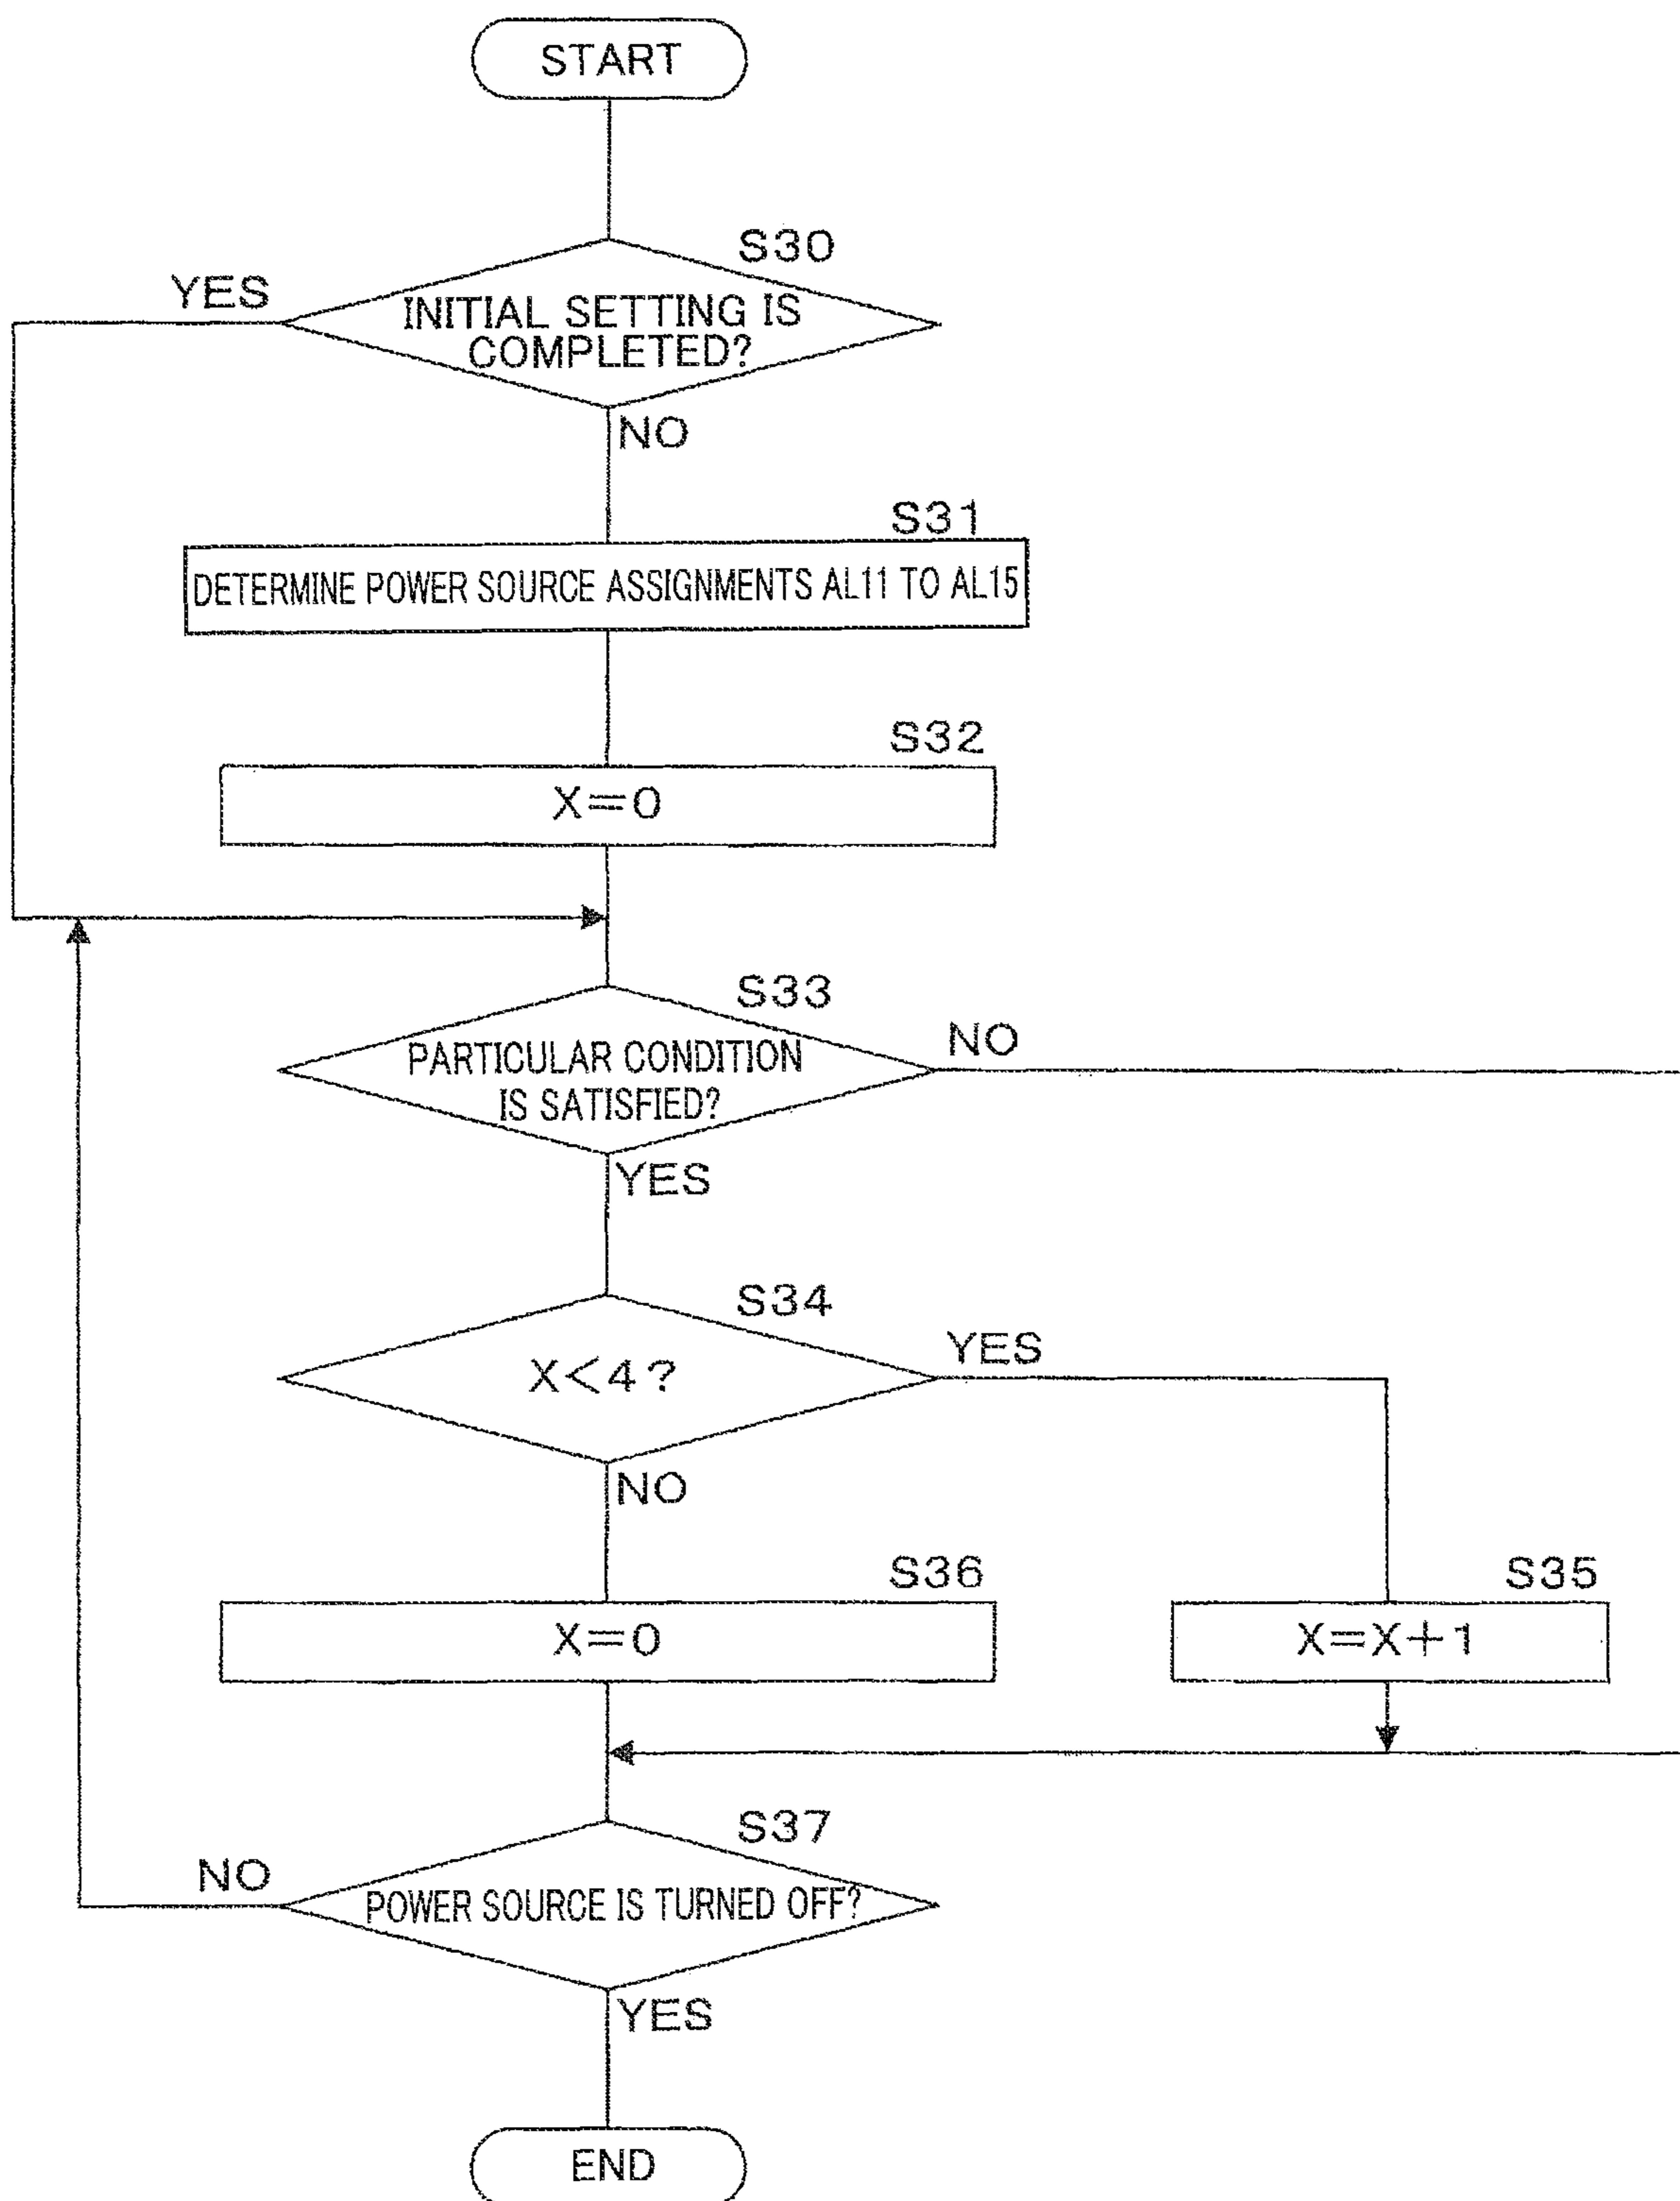 START
S30
YES
INITIAL SETTING IS
COMPLETED?
NO
S31
DETERMINE POWER SOURCE ASSIGNMENTS AL11 TO AL15
S32
X=0
S33
NO
PARTICULAR CONDITION
IS SATISFIED?
YES
S34
YES
X<4?
NO
S36
S35
X=0
X=X+1
S37
NO
POWER SOURCE IS TURNED OFF?
YES
END